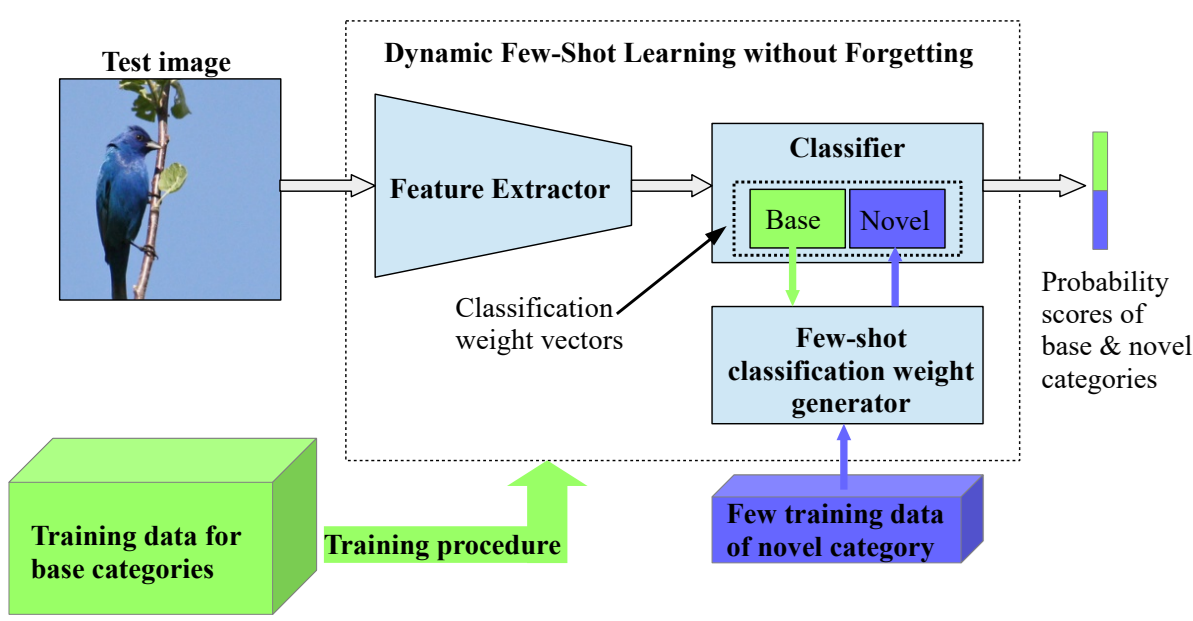 Dynamic Few-Shot Learning without Forgetting
Test image
Feature Extractor
Classifier
Base
Novel
Classification
weight vectors
Few-shot
classification weight
generator
Probability
scores of
base & novel
categories
Training data for
base categories
Training procedure
Few training data
of novel category